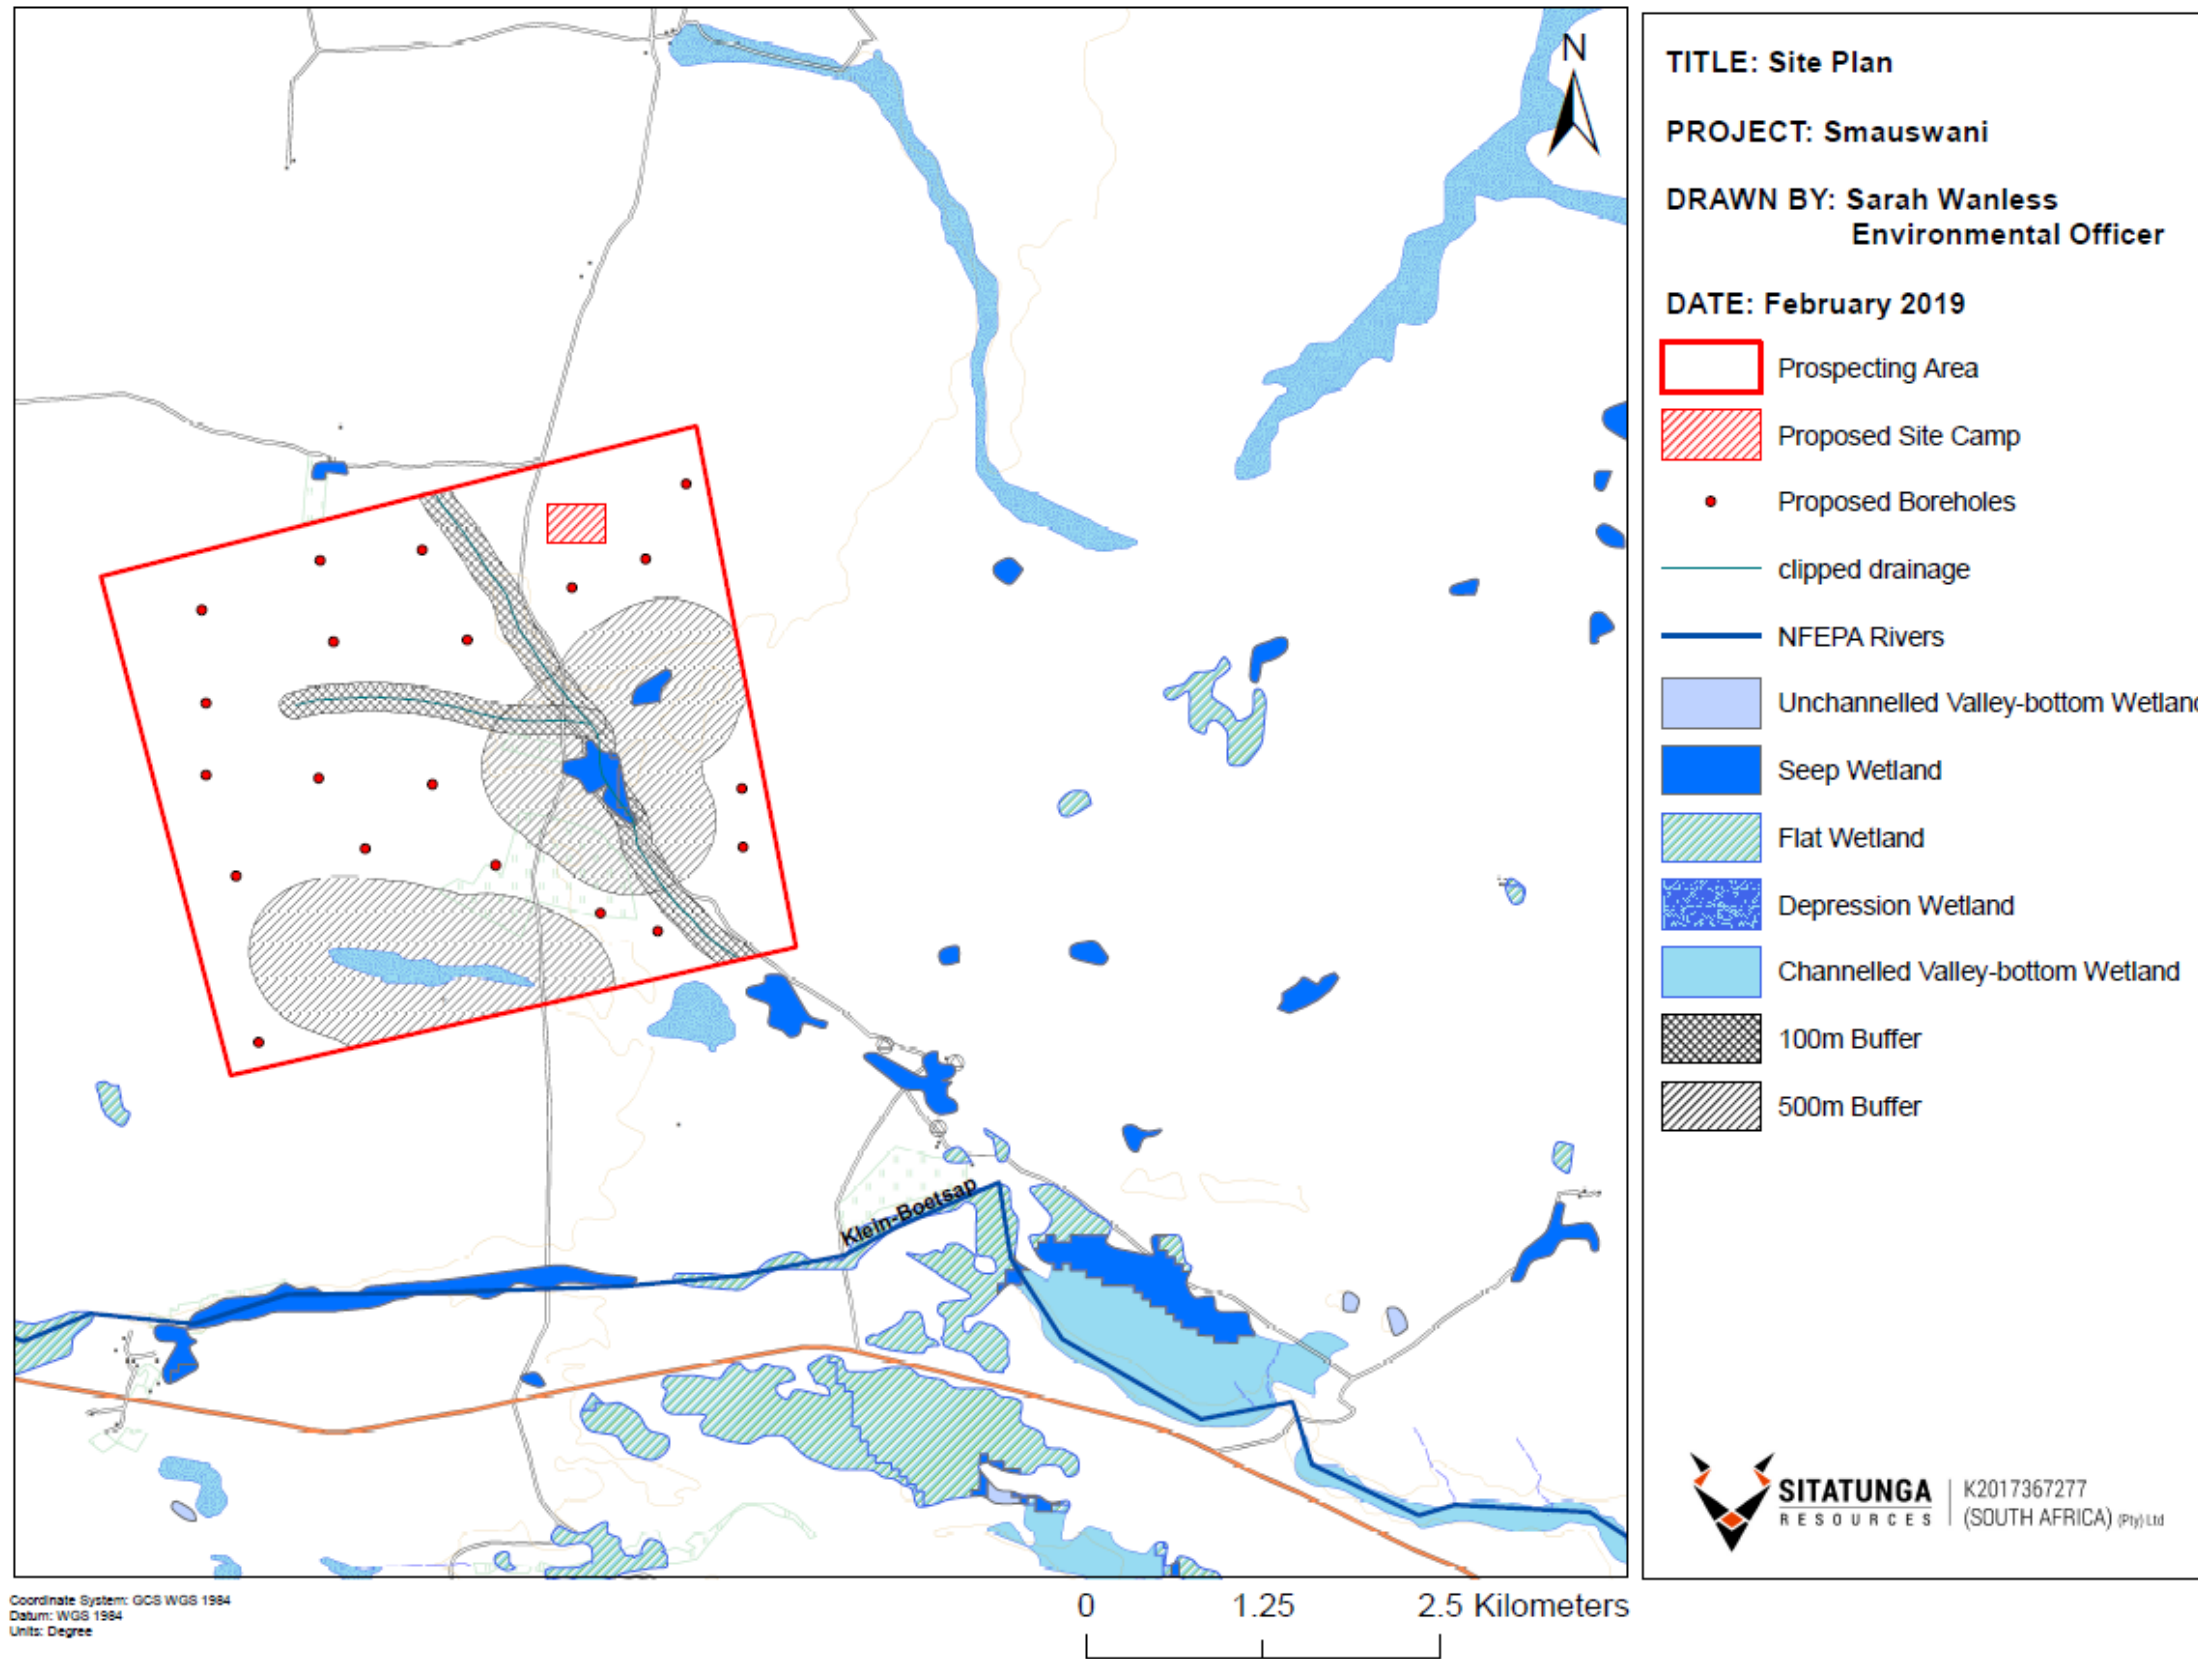 N
Klein-Boetsap
TITLE: Site Plan
PROJECT: Smauswani
DRAWN BY: Sarah Wanless
Environmental Officer
DATE: February 2019
Prospecting Area
Proposed Site Camp
Proposed Boreholes
clipped drainage
NFEPA Rivers
Unchannelled Valley-bottom Wetland
Seep Wetland
Flat Wetland
Depression Wetland
Channelled Valley-bottom Wetland
100m Buffer
500m Buffer
SITATUNGA
RESOURCES
K2017367277
(SOUTH AFRICA) (Pty) Ltd
Coordinate System: GCS WGS 1984
Datum: WGS 1984
Units: Degree
0 1.25 2.5 Kilometers